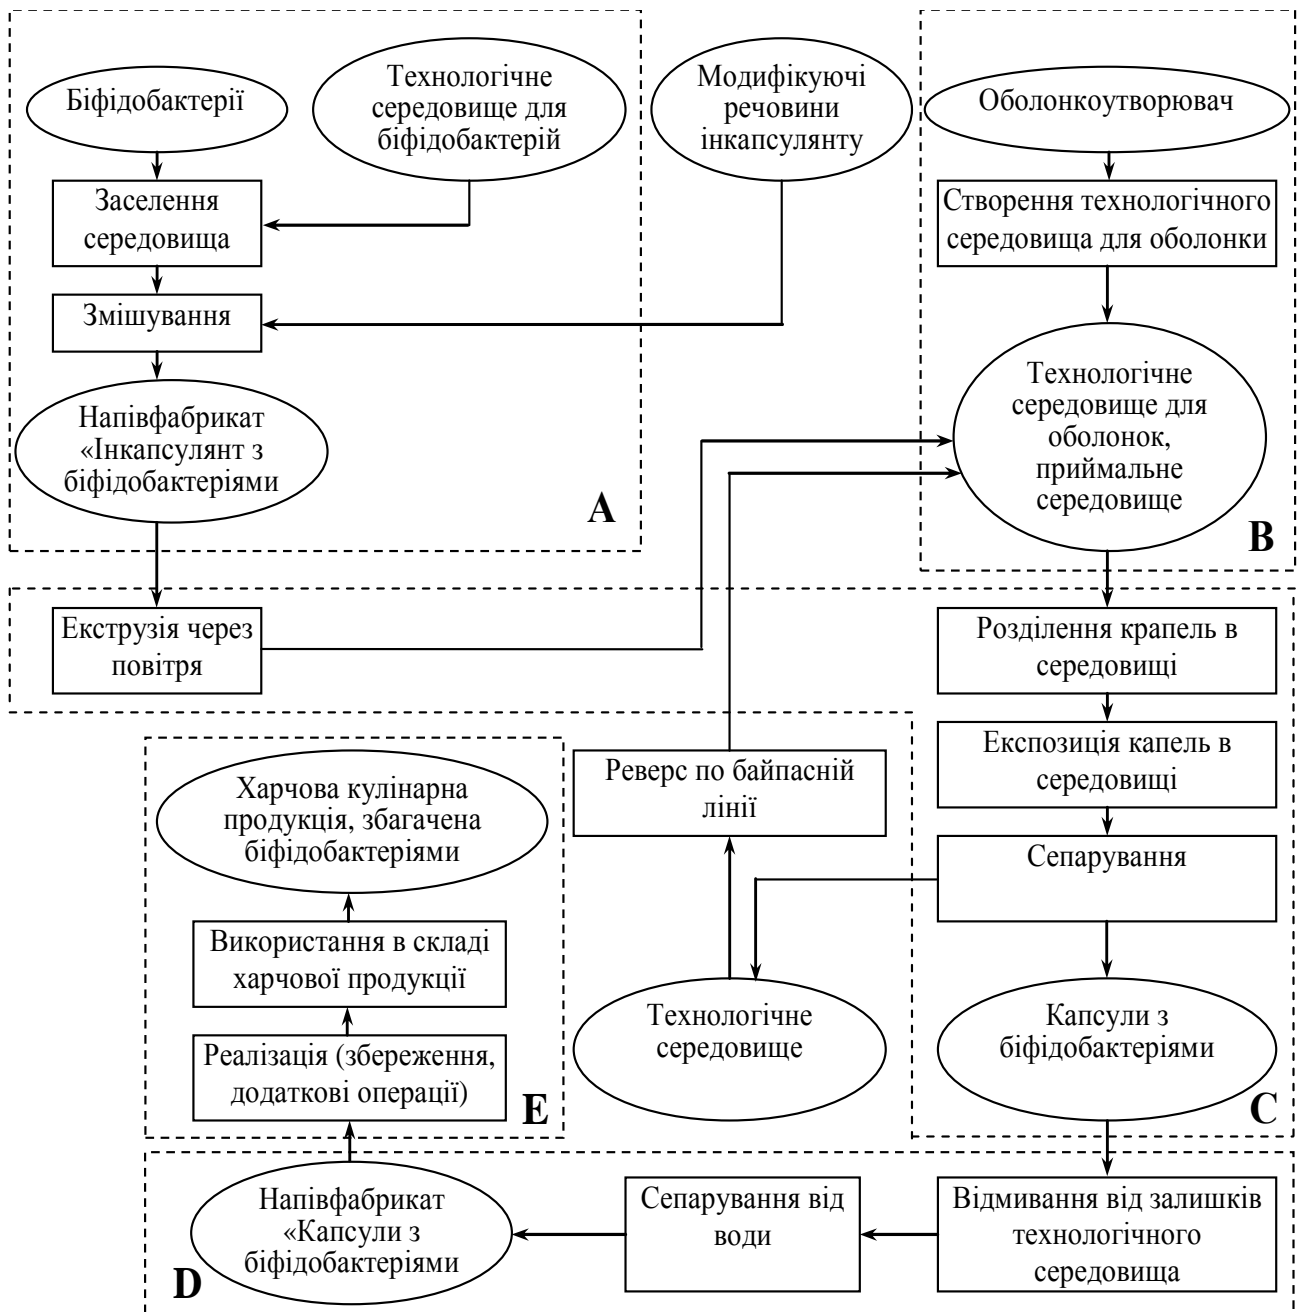 Біфідобактерії
Технологічне
середовище для
біфідобактерій
Модифікуючі
речовини
інкапсулянту
Оболонкоутворювач
Заселення
середовища
Створення технологічного
середовища для оболонки
Змішування
Напівфабрикат
«Інкапсулянт з
біфідобактеріями
Технологічне
середовище для
оболонок,
приймальне
середовище
A
B
Екструзія через
повітря
Розділення крапель в
середовищі
Експозиція капель в
середовищі
Реверс по байпасній
лінії
Харчова кулінарна
продукція, збагачена
біфідобактеріями
Сепарування
Використання в складі
харчової продукції
Технологічне
середовище
Капсули з
біфідобактеріями
Реалізація (збереження,
додаткові операції)
E
C
Напівфабрикат
«Капсули з
біфідобактеріями
Сепарування від
води
Відмивання від залишків
технологічного
середовища
D